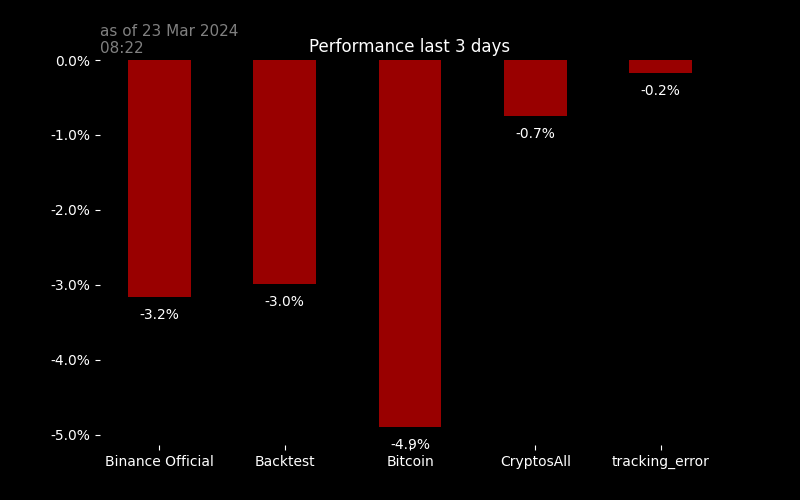 as of 23 Mar 2024
08:22
Performance last 3 days
0.0%
-1.0%
-2.0%
-3.0%
-4.0%
-5.0%
-3.2%
-3.0%
-4.9%
-0.7%
-0.2%
Binance Official
Backtest
Bitcoin
CryptosAll
tracking_error